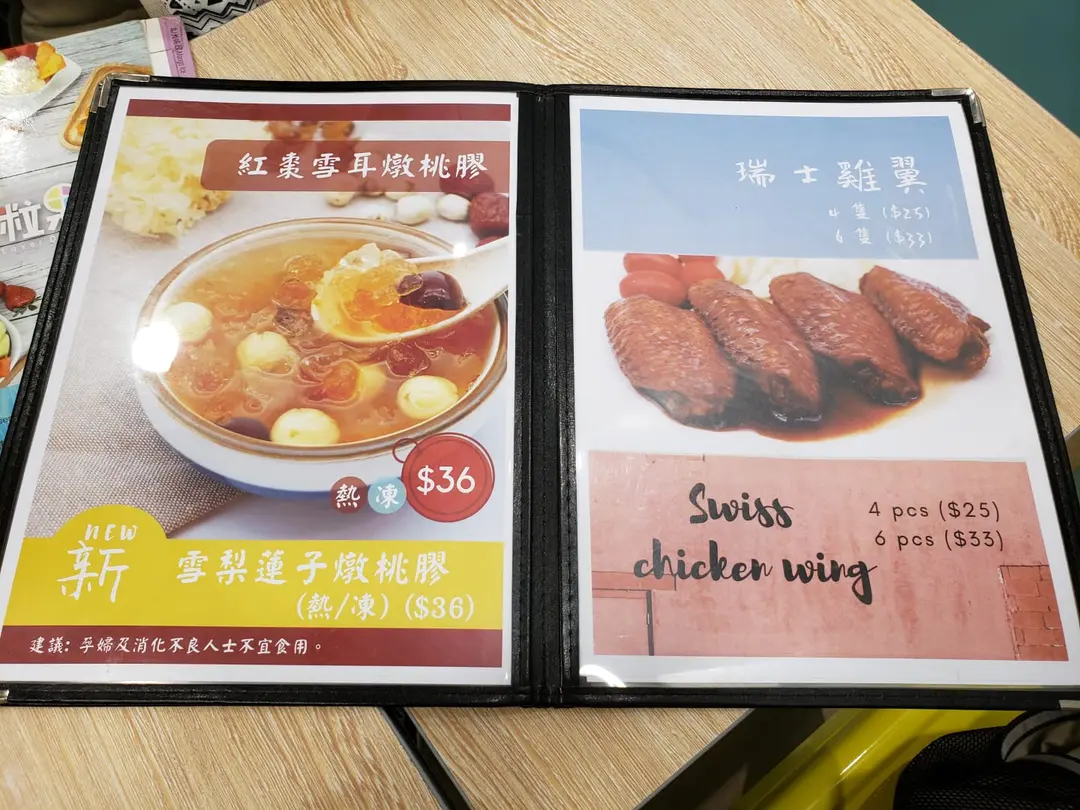 紅棗雪耳燉桃膠
熱 凍 $36
new
新
雪梨蓮子燉桃膠
(熱/凍) ($36)
建議: 孕婦及消化不良人士不宜食用。
瑞士雞翼
4 隻 ($25)
6 隻 ($33)
Swiss
chicken wing
4 pcs ($25)
6 pcs ($33)